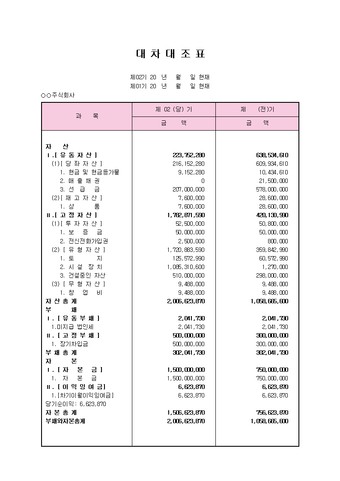 대 차 대 조 표
제02기 20 년 월 일 현재
제01기 20 년 월 일 현재
○○주식회사
과 목 제 02 (당) 기 제 (전)기
금 액 금 액
자 산
Ⅰ.[ 유 동 자 산 ] 223,752,280 638,534,610
(1)[ 당 좌 자 산 ] 216,152,280 609,934,610
1. 현금 및 현금등가물 9,152,280 10,434,610
2. 매 출 채 권 0 21,500,000
3. 선 급 금 207,000,000 578,000,000
(2)[ 재 고 자 산 ] 7,600,000 28,600,000
1. 상 품 7,600,000 28,600,000
Ⅱ.[ 고 정 자 산 ] 1,782,871,590 420,130,990
(1)[ 투 자 자 산 ] 52,500,000 50,800,000
1. 보 증 금 50,000,000 50,000,000
2. 전신전화가입권 2,500,000 800,000
(2) [ 유 형 자 산 ] 1,720,883,590 359,842,990
1. 토 지 125,572,990 60,572,990
2. 시 설 장 치 1,085,310,600 1,270,000
3. 건설중인 자산 510,000,000 298,000,000
(3) [ 무 형 자 산 ] 9,488,000 9,488,000
1. 창 업 비 9,488,000 9,488,000
자 산 총 계 2,006,623,870 1,058,665,600
부 채
Ⅰ.[ 유 동 부 채 ] 2,041,730 2,041,730
1.미지급 법인세 2,041,730 2,041,730
Ⅱ.[ 고 정 부 채 ] 500,000,000 300,000,000
1. 장기차입금 500,000,000 300,000,000
부 채 총 계 302,041,730 302,041,730
자 본
Ⅰ.[ 자 본 금 ] 1,500,000,000 750,000,000
1. 자 본 금 1,500,000,000 750,000,000
Ⅱ.[ 이 익 잉 여 금 ] 6,623,870 6,623,870
1.[차기이월이익잉여금] 6,623,870 6,623,870
당기순이익: 6,623,870
자 본 총 계 1,506,623,870 756,623,870
부채와자본총계 2,006,623,870 1,058,665,600